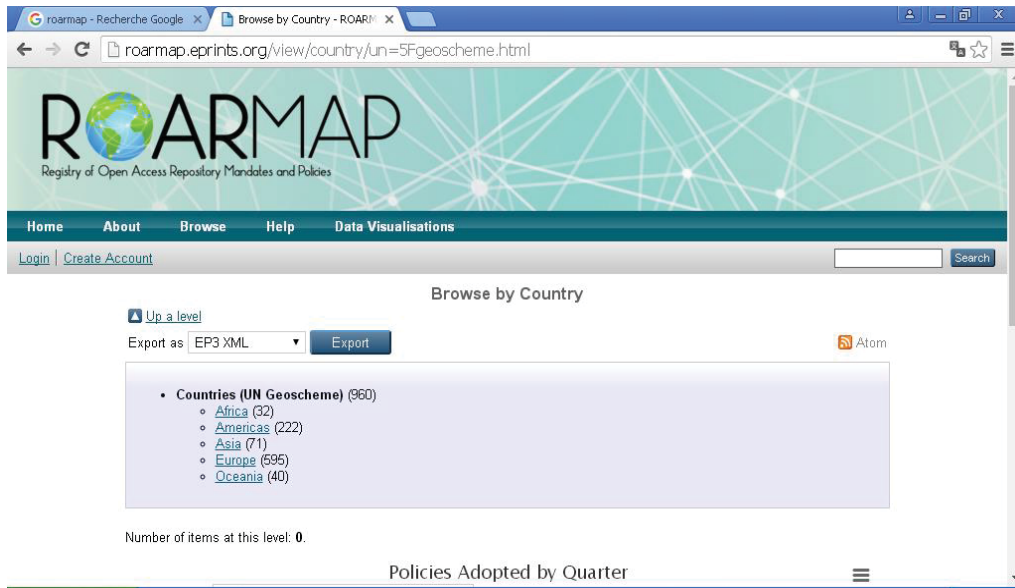 roarmap - Recherche Google
Browse by Country - ROARM
roarmap.eprints.org/view/country/un=5Fgeoscheme.html
ROARMAP
Registry of Open Access Repository Mandates and Policies
Home About Browse Help Data Visualisations
Login | Create Account Search
Browse by Country
Up a level
Export as EP3 XML Export Atom
• Countries (UN Geoscheme) (960)
Africa (32)
Americas (222)
Asia (71)
Europe (595)
Oceania (40)
Number of items at this level: 0.
Policies Adopted by Quarter